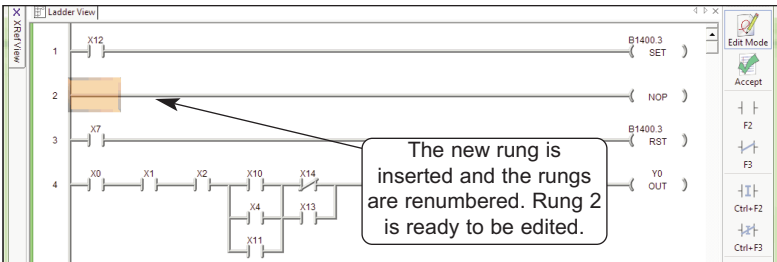 XRef View
Ladder View
Edit Mode
Accept
F2
F3
Ctrl+F2
Ctrl+F3
1
X12
B1400.3
SET
2
NOP
3
X7
B1400.3
RST
4
X0
X1
X2
X10
X14
Y0
OUT
X4
X13
X11
The new rung is
inserted and the rungs
are renumbered. Rung 2
is ready to be edited.